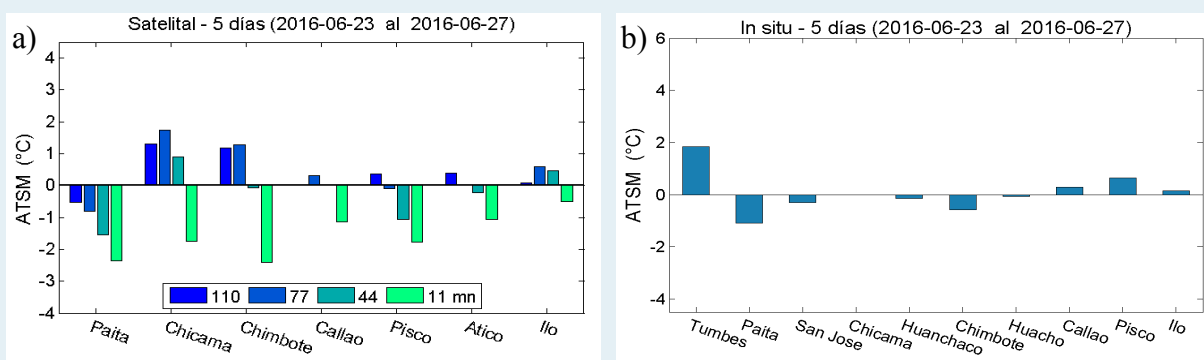 a)
Satelital - 5 días (2016-06-23 al 2016-06-27)
ATSM (°C)
4
3
2
1
0
-1
-2
-3
-4
110 77 44 11 mn
Paita Chicama Chimbote Callao Pisco Atico Ilo
b)
In situ - 5 días (2016-06-23 al 2016-06-27)
ATSM (°C)
6
4
2
0
-2
-4
Tumbes Paita San Jose Chicama Huanchaco Chimbote Huacho Callao Pisco Ilo